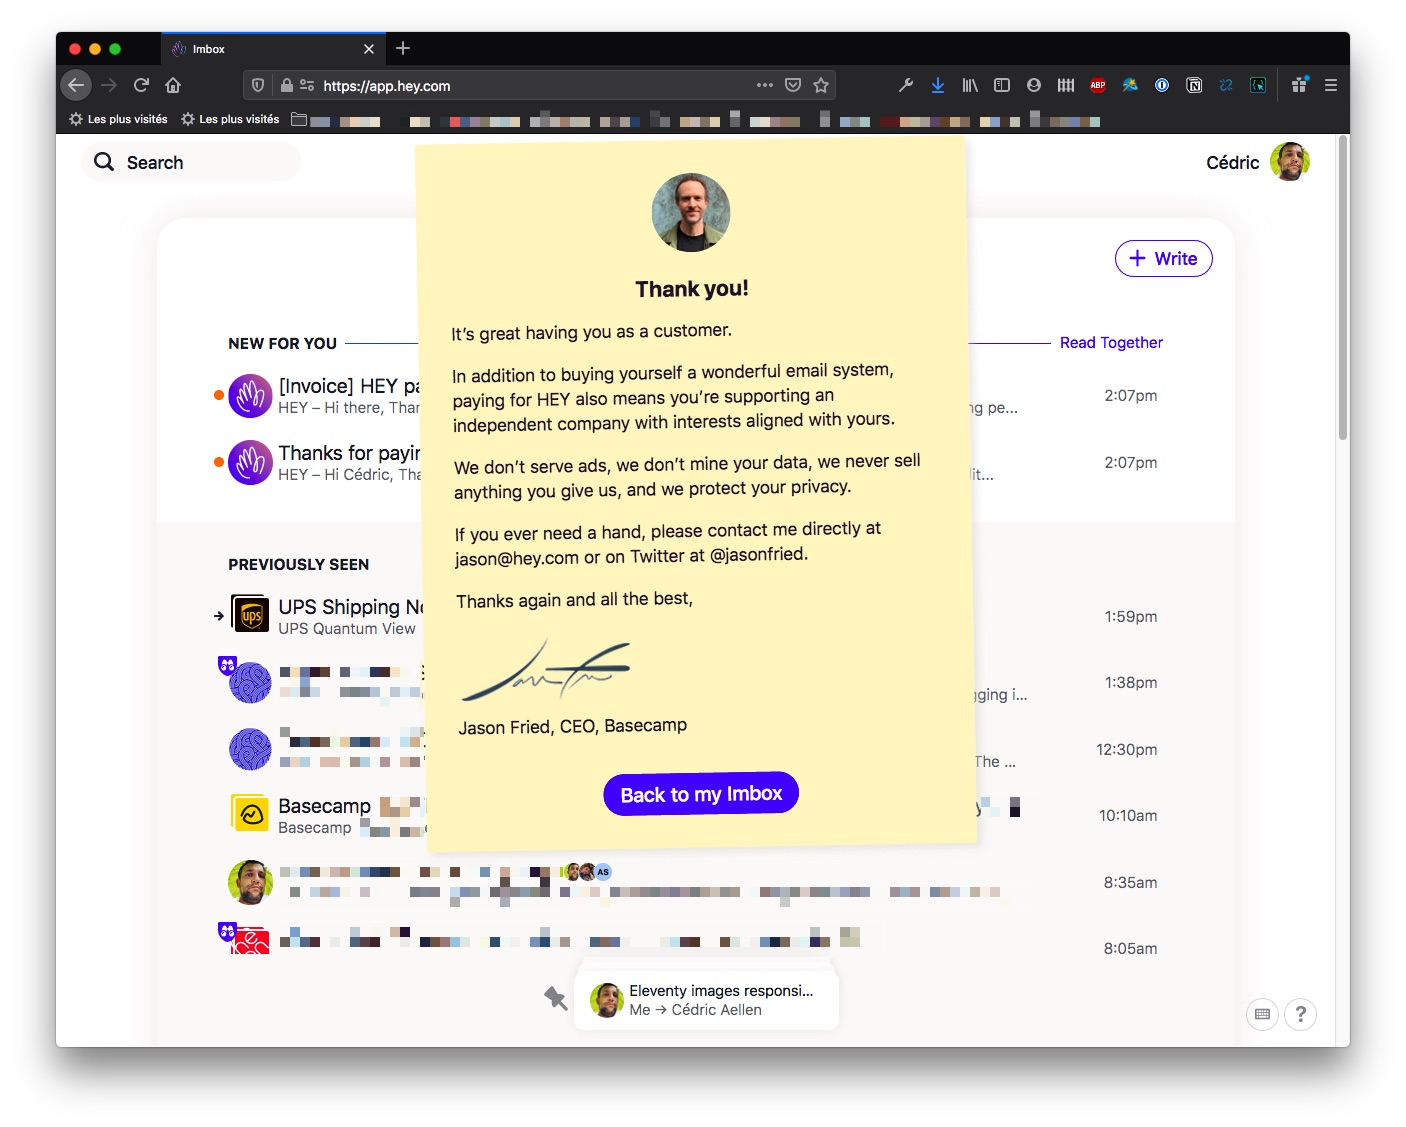 Imbox
https://app.hey.com
ABP
Les plus visités
Les plus visités
Search
Cédric
Write
Thank you!
It's great having you as a customer.
In addition to buying yourself a wonderful email system,
paying for HEY also means you're supporting an
independent company with interests aligned with yours.
We don't serve ads, we don't mine your data, we never sell
anything you give us, and we protect your privacy.
If you ever need a hand, please contact me directly at
jason@hey.com or on Twitter at @jasonfried.
Thanks again and all the best,
Jason Fried, CEO, Basecamp
Back to my Imbox
NEW FOR YOU
Read Together
[Invoice] HEY pa
2:07pm
HEY – Hi there, Than
ng pe...
Thanks for payin
2:07pm
HEY – Hi Cédric, Tha
it...
PREVIOUSLY SEEN
UPS Shipping No
1:59pm
ups
UPS Quantum View
1:38pm
gging i...
12:30pm
The ...
Basecamp
10:10am
Basecamp
AS
8:35am
8:05am
Eleventy images responsi...
Me → Cédric Aellen
?